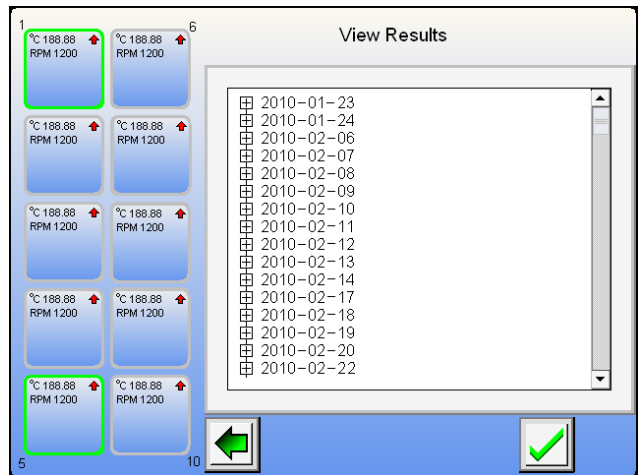 1
6
°C 188.88
RPM 1200
°C 188.88
RPM 1200
°C 188.88
RPM 1200
°C 188.88
RPM 1200
°C 188.88
RPM 1200
°C 188.88
RPM 1200
°C 188.88
RPM 1200
°C 188.88
RPM 1200
°C 188.88
RPM 1200
°C 188.88
RPM 1200
5
10
View Results
2010-01-23
2010-01-24
2010-02-06
2010-02-07
2010-02-08
2010-02-09
2010-02-10
2010-02-11
2010-02-12
2010-02-13
2010-02-14
2010-02-17
2010-02-18
2010-02-19
2010-02-20
2010-02-22